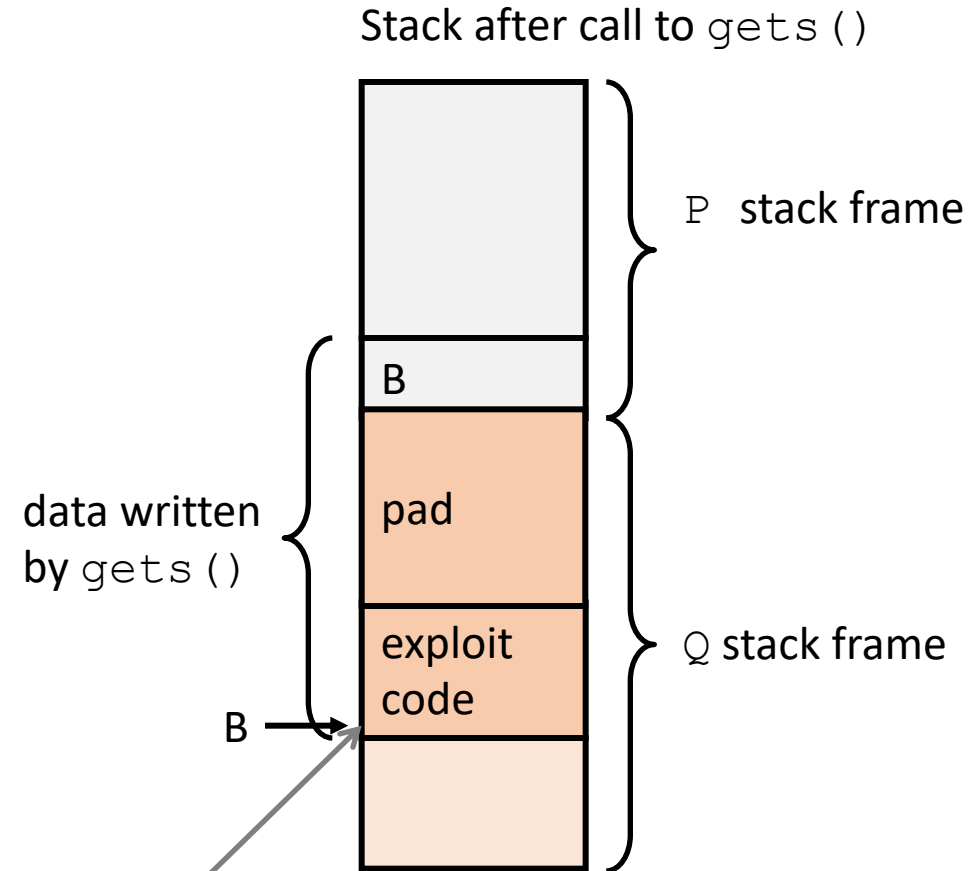 Stack after call to gets()
P stack frame
B
data written
by gets()
pad
exploit
code
Q stack frame
B